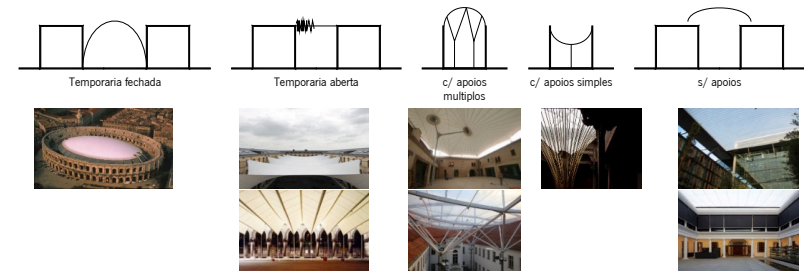 Temporaria fechada
Temporaria aberta
c/ apoios
multiplos
c/ apoios simples
s/ apoios